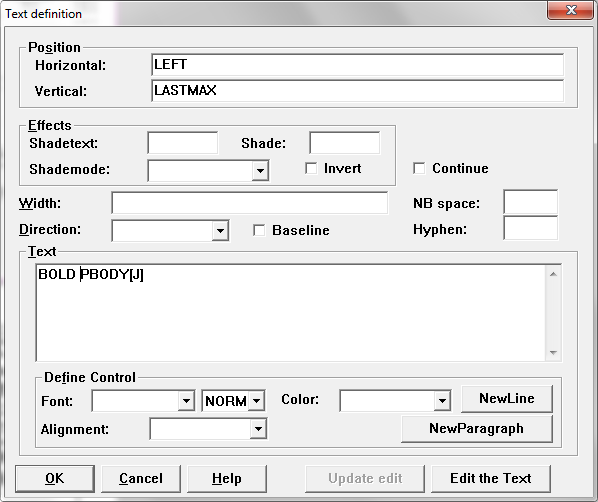 Text definition
Position
Horizontal: LEFT
Vertical: LASTMAX
Effects
Shadetext: Shade:
Shademode: Invert Continue
Width: NB space:
Direction: Baseline Hyphen:
Text
BOLD PBODY[J]
Define Control
Font: NORM Color: NewLine
Alignment: NewParagraph
OK Cancel Help Update edit Edit the Text